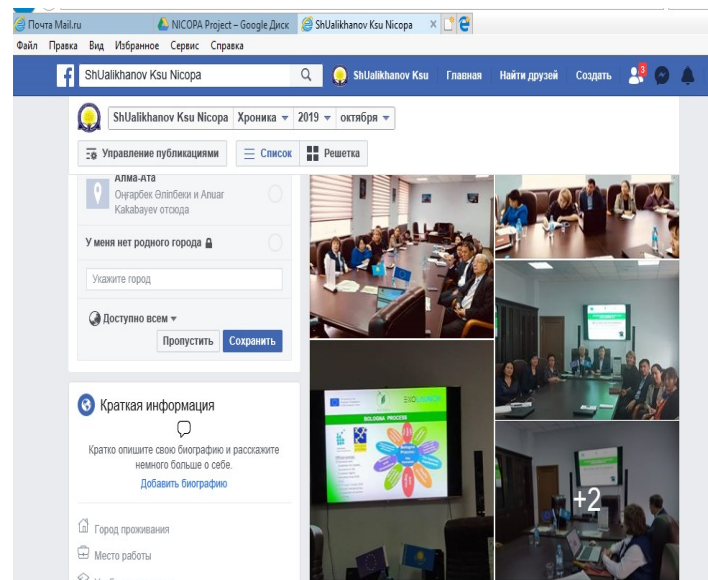 Почта Mail.ru
NICOPA Project – Google Диск
ShUalikhanov Ksu Nicopa
Файл Правка Вид Избранное Сервис Справка
ShUalikhanov Ksu Nicopa
ShUalikhanov Ksu Главная Найти друзей Создать 3
ShUalikhanov Ksu Nicopa Хроника 2019 октября
Управление публикациями Список Решетка
Алма-Ата
Оңғарбек Әліпбеки и Anuar
Kakabayev отсюда
У меня нет родного города
Укажите город
Доступно всем
Пропустить Сохранить
Краткая информация
Кратко опишите свою биографию и расскажите
немного больше о себе.
Добавить биографию
Город проживания
Место работы
BOLOGNA PROCESS
+2